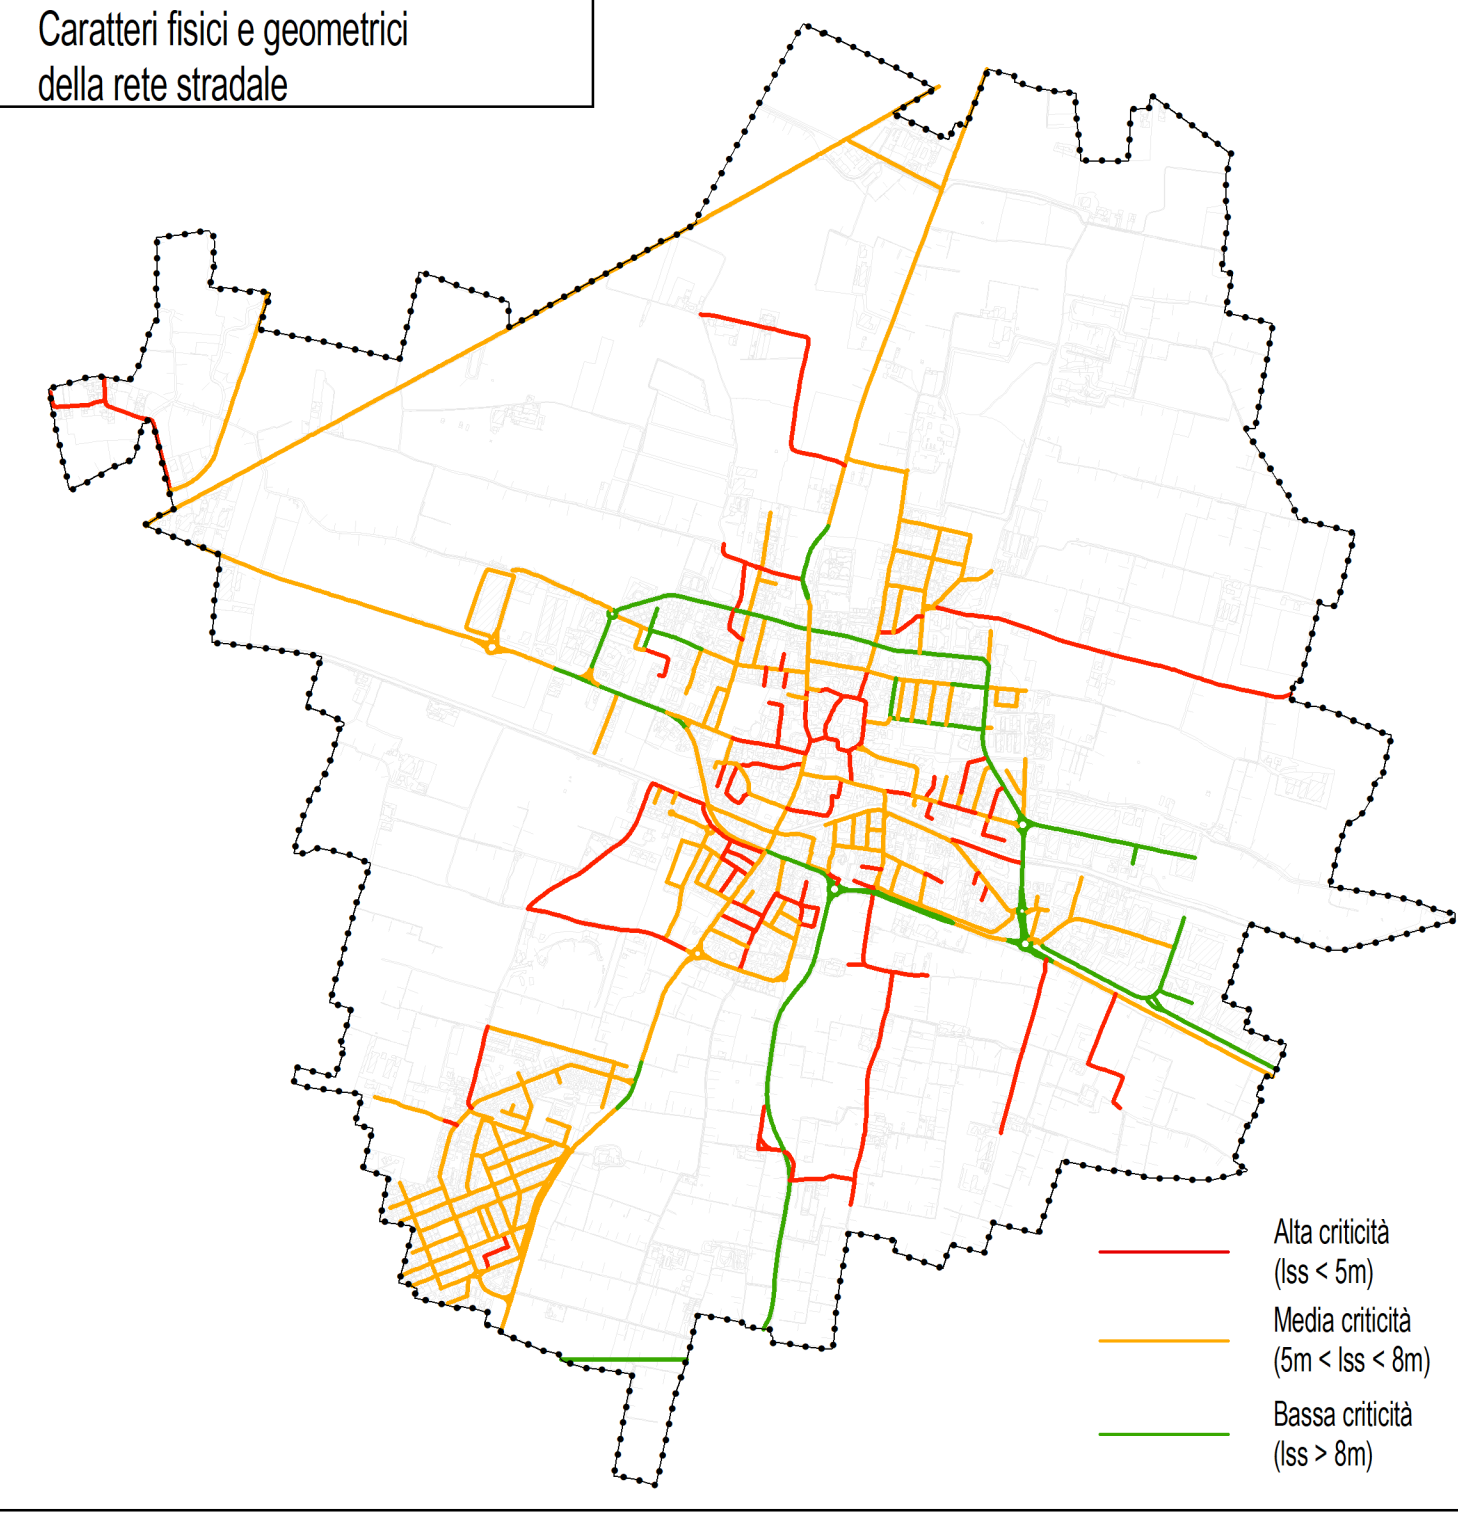 Caratteri fisici e geometrici
della rete stradale
Alta criticità
(lss < 5m)
Media criticità
(5m < lss < 8m)
Bassa criticità
(lss > 8m)